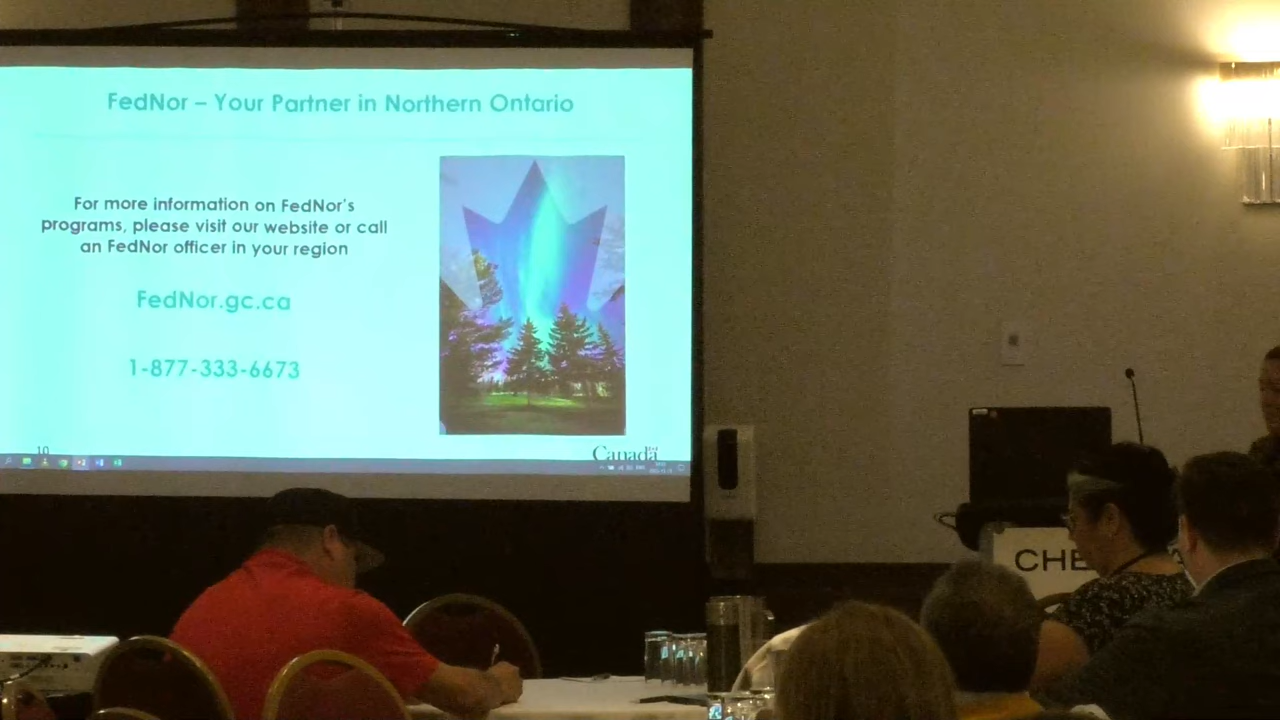 FedNor – Your Partner in Northern Ontario
For more information on FedNor's
programs, please visit our website or call
an FedNor officer in your region
FedNor.gc.ca
1-877-333-6673
10
Canada
CHE